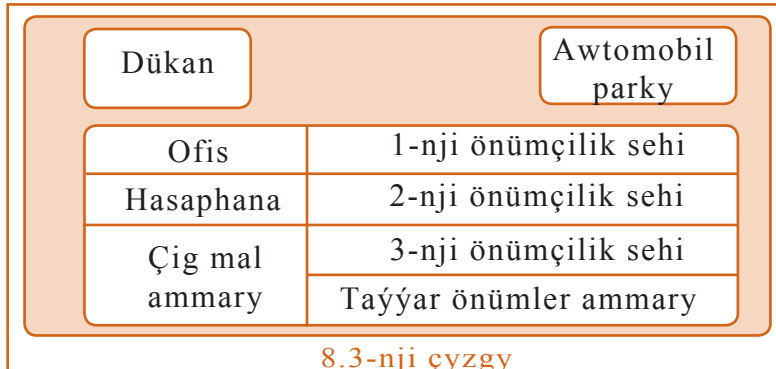 Dükan
Awtomobil
parky
Ofis
1-nji önümçilik sehi
Hasaphana
2-nji önümçilik sehi
Çig mal
ammary
3-nji önümçilik sehi
Taýýar önümler ammary
8.3-nji çyzgy